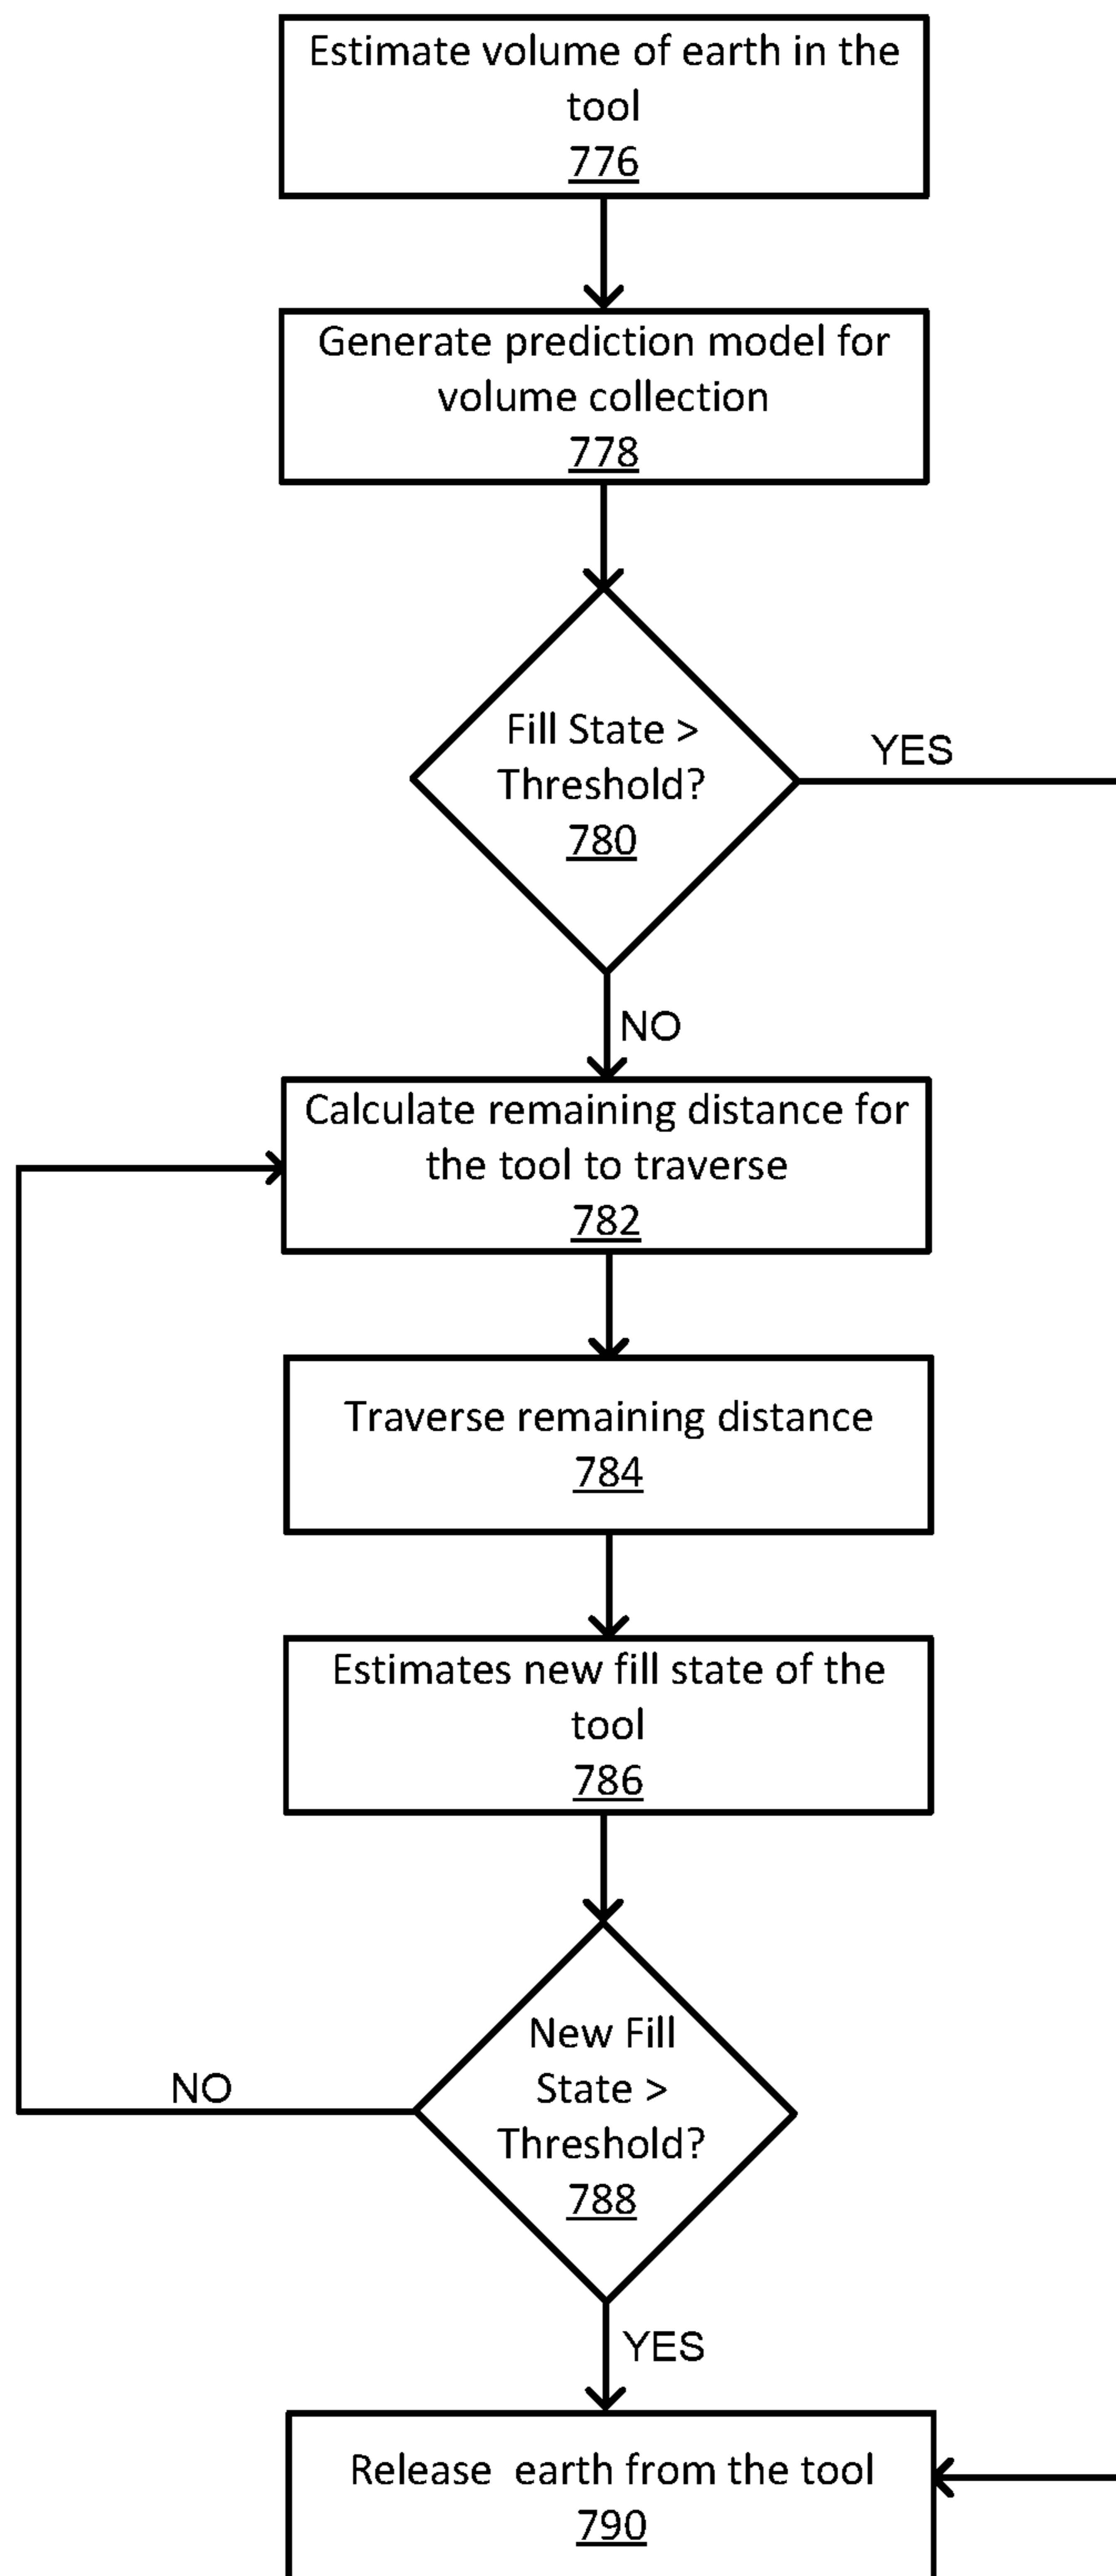 Estimate volume of earth in the
tool
776
Generate prediction model for
volume collection
778
Fill State >
Threshold?
780
YES
NO
Calculate remaining distance for
the tool to traverse
782
Traverse remaining distance
784
Estimates new fill state of the
tool
786
New Fill
State >
Threshold?
788
NO
YES
Release earth from the tool
790